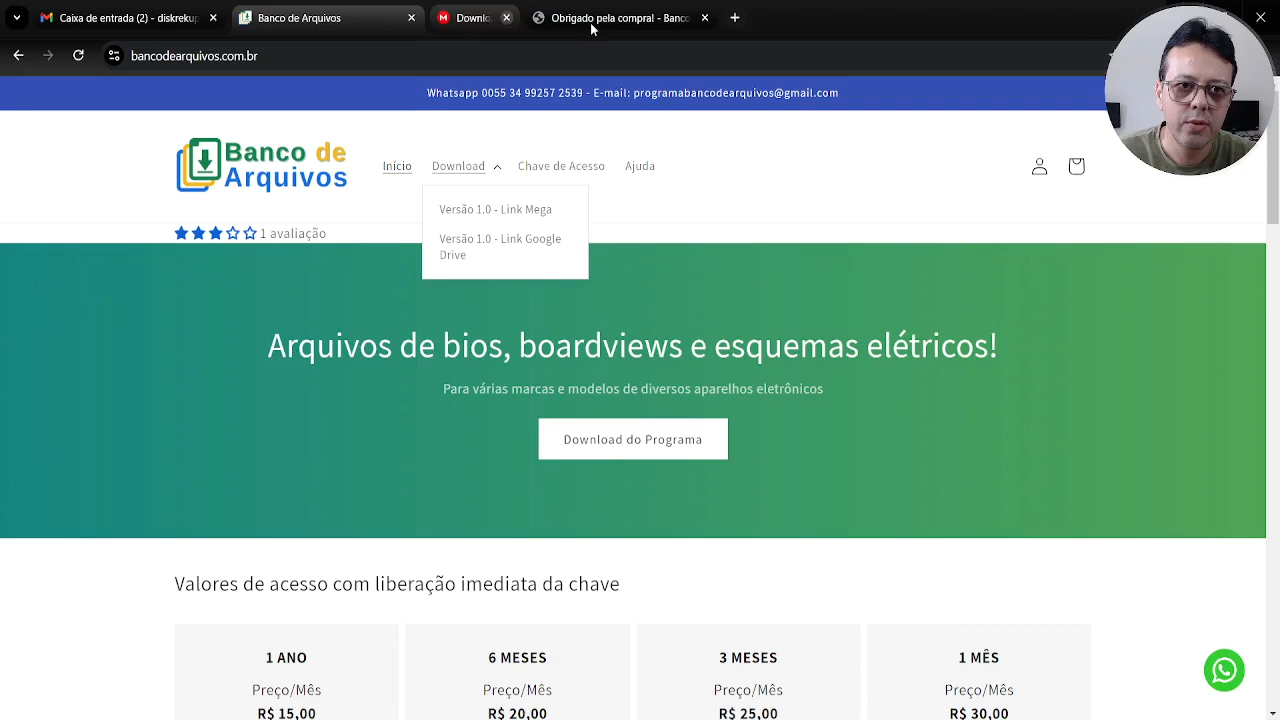 Caixa de entrada (2) - diskrekup
Banco de Arquivos
Downlo
Obrigado pela compra! - Banco
bancodearquivos.com.br
Whatsapp 0055 34 99257 2539 - E-mail: programabancodearquivos@gmail.com
Banco de
Arquivos
Início
Download
Chave de Acesso
Ajuda
Versão 1.0 - Link Mega
Versão 1.0 - Link Google
Drive
1 avaliação
Arquivos de bios, boardviews e esquemas elétricos!
Para várias marcas e modelos de diversos aparelhos eletrônicos
Download do Programa
Valores de acesso com liberação imediata da chave
1 ANO
6 MESES
3 MESES
1 MÊS
Preço/Mês
Preço/Mês
Preço/Mês
Preço/Mês
R$ 15,00
R$ 20,00
R$ 25,00
R$ 30,00